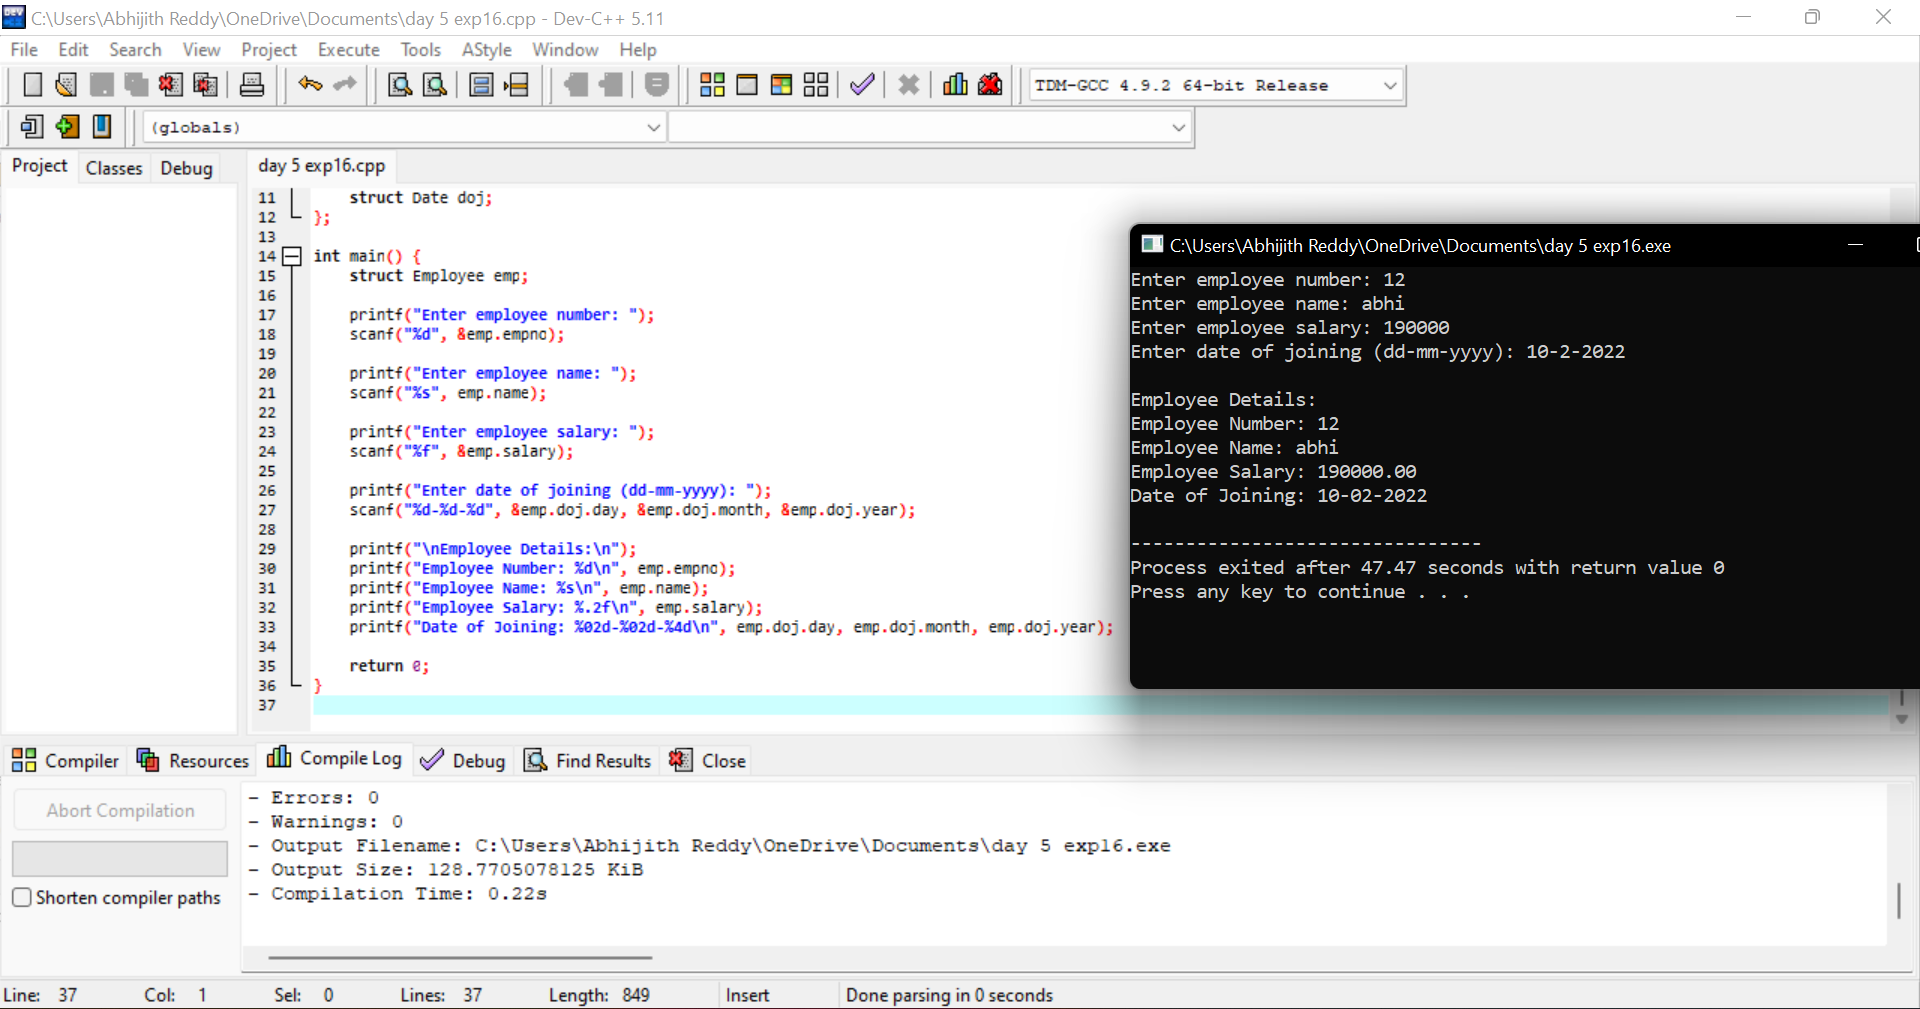 C:\Users\Abhijith Reddy\OneDrive\Documents\day 5 exp16.cpp - Dev-C++ 5.11
File Edit Search View Project Execute Tools AStyle Window Help
TDM-GCC 4.9.2 64-bit Release
(globals)
Project Classes Debug
day 5 exp16.cpp
11 struct Date doj;
12 };
13
14 int main() {
15 struct Employee emp;
16
17 printf("Enter employee number: ");
18 scanf("%d", &emp.empno);
19
20 printf("Enter employee name: ");
21 scanf("%s", emp.name);
22
23 printf("Enter employee salary: ");
24 scanf("%f", &emp.salary);
25
26 printf("Enter date of joining (dd-mm-yyyy): ");
27 scanf("%d-%d-%d", &emp.doj.day, &emp.doj.month, &emp.doj.year);
28
29 printf("\nEmployee Details:\n");
30 printf("Employee Number: %d\n", emp.empno);
31 printf("Employee Name: %s\n", emp.name);
32 printf("Employee Salary: %.2f\n", emp.salary);
33 printf("Date of Joining: %02d-%02d-%4d\n", emp.doj.day, emp.doj.month, emp.doj.year);
34
35 return 0;
36 }
37
C:\Users\Abhijith Reddy\OneDrive\Documents\day 5 exp16.exe
Enter employee number: 12
Enter employee name: abhi
Enter employee salary: 190000
Enter date of joining (dd-mm-yyyy): 10-2-2022
Employee Details:
Employee Number: 12
Employee Name: abhi
Employee Salary: 190000.00
Date of Joining: 10-02-2022
--------------------------------
Process exited after 47.47 seconds with return value 0
Press any key to continue . . .
Compiler Resources Compile Log Debug Find Results Close
Abort Compilation
Shorten compiler paths
- Errors: 0
- Warnings: 0
- Output Filename: C:\Users\Abhijith Reddy\OneDrive\Documents\day 5 exp16.exe
- Output Size: 128.7705078125 KiB
- Compilation Time: 0.22s
Line: 37 Col: 1 Sel: 0 Lines: 37 Length: 849 Insert Done parsing in 0 seconds